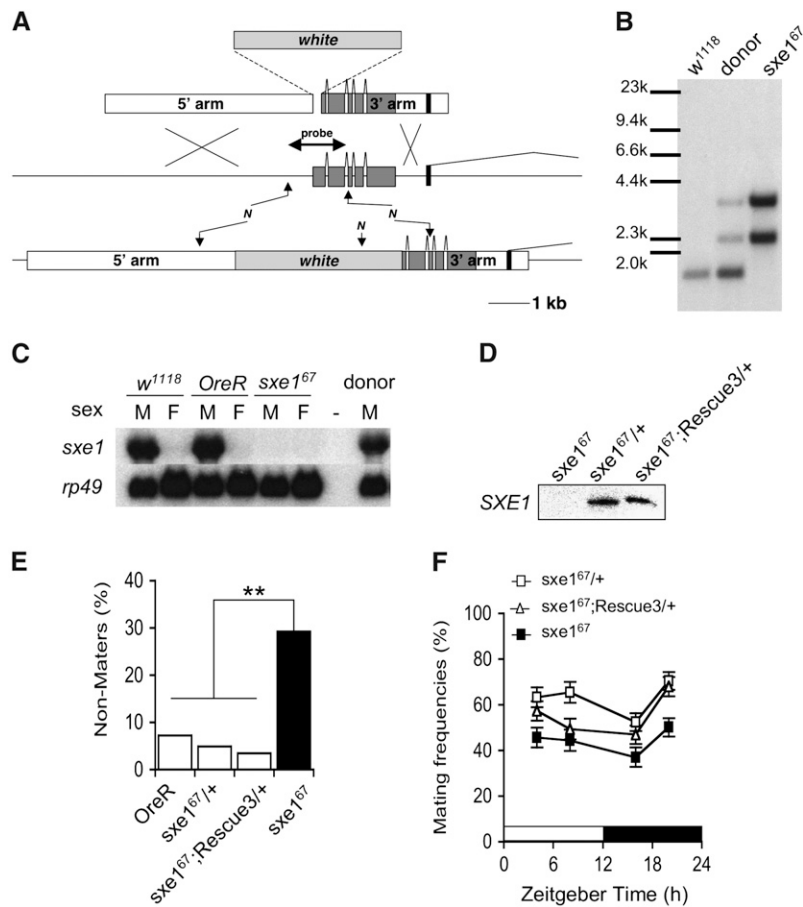 A
white
5' arm
3' arm
probe
N
N
N
5' arm
white
3' arm
1 kb
B
w1118
donor
sxe167
23k
9.4k
6.6k
4.4k
2.3k
2.0k
C
w1118 OreR sxe167 donor
sex M F M F M F - M
sxe1
rp49
D
sxe167
sxe167/+
sxe167;Rescue3/+
SXE1
E
Non-Maters (%)
40
30
20
10
0
**
OreR
sxe167/+
sxe167;Rescue3/+
sxe167
F
sxe167/+
sxe167;Rescue3/+
sxe167
Mating frequencies (%)
100
80
60
40
20
0
0 6 12 18 24
Zeitgeber Time (h)